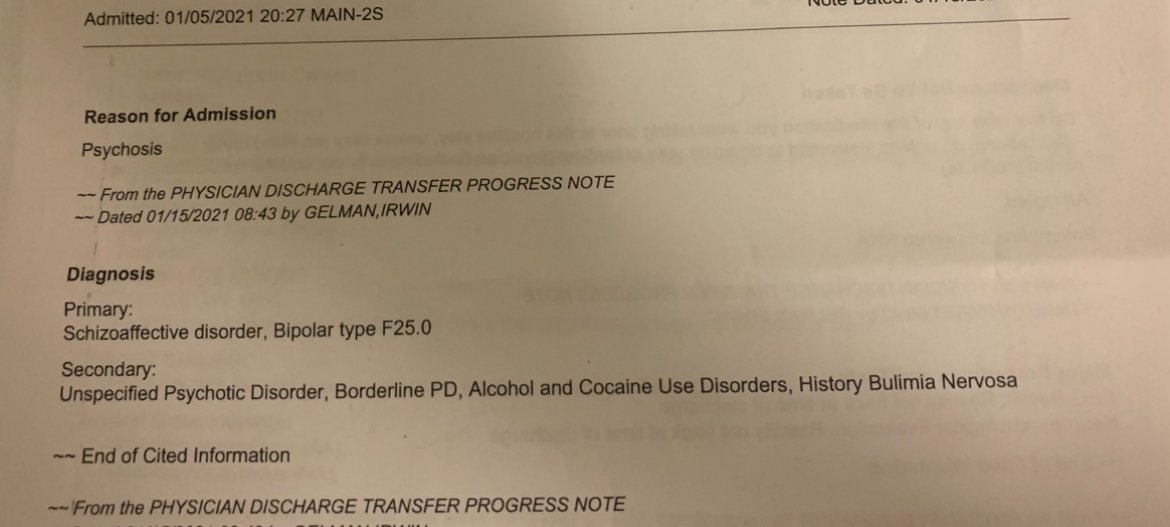 Admitted: 01/05/2021 20:27 MAIN-2S
Note Dated:
Reason for Admission
Psychosis
~~ From the PHYSICIAN DISCHARGE TRANSFER PROGRESS NOTE
~~ Dated 01/15/2021 08:43 by GELMAN,IRWIN
Diagnosis
Primary:
Schizoaffective disorder, Bipolar type F25.0
Secondary:
Unspecified Psychotic Disorder, Borderline PD, Alcohol and Cocaine Use Disorders, History Bulimia Nervosa
~~ End of Cited Information
~~ From the PHYSICIAN DISCHARGE TRANSFER PROGRESS NOTE